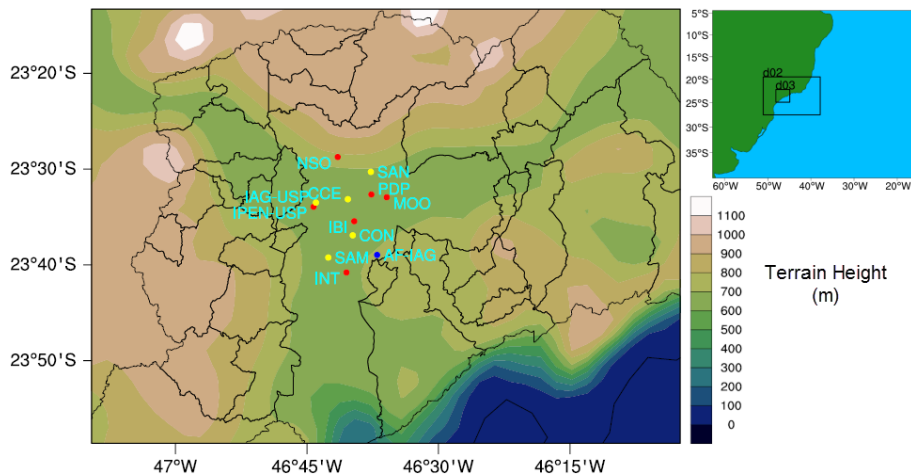 23°20'S
23°30'S
23°40'S
23°50'S
47°W
46°45'W
46°30'W
46°15'W
NSO
SAN
PDP
MOO
IAG-USP
CCE
IPEN-USP
IBI
CON
SAM
AF-IAG
INT
5°S
10°S
15°S
20°S
25°S
30°S
35°S
60°W
50°W
40°W
30°W
20°W
d02
d03
1100
1000
900
800
700
600
500
400
300
200
100
0
Terrain Height
(m)